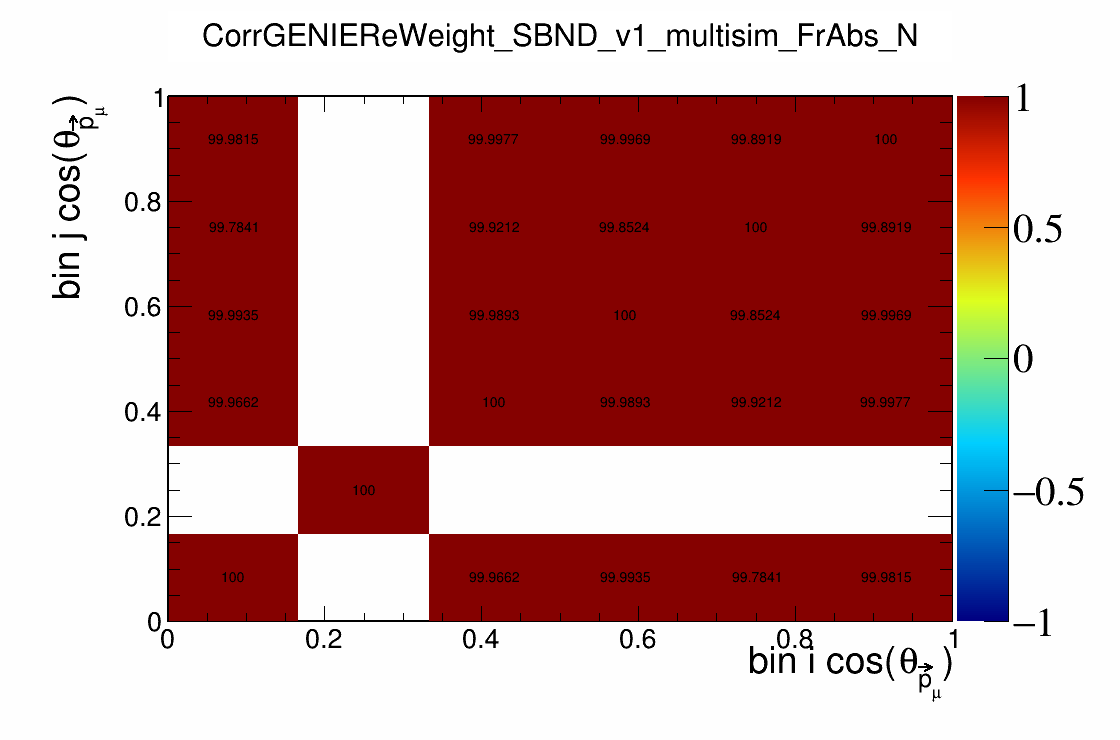 CorrGENIEReWeight_SBND_v1_multisim_FrAbs_N
bin j cos(θ_p⃗_μ)
1
0.8
0.6
0.4
0.2
0
99.9815 99.9977 99.9969 99.8919 100
99.7841 99.9212 99.8524 100 99.8919
99.9935 99.9893 100 99.8524 99.9969
99.9662 100 99.9893 99.9212 99.9977
100
100 99.9662 99.9935 99.7841 99.9815
0 0.2 0.4 0.6 0.8 1
bin i cos(θ_p⃗_μ)
1
0.5
0
−0.5
−1